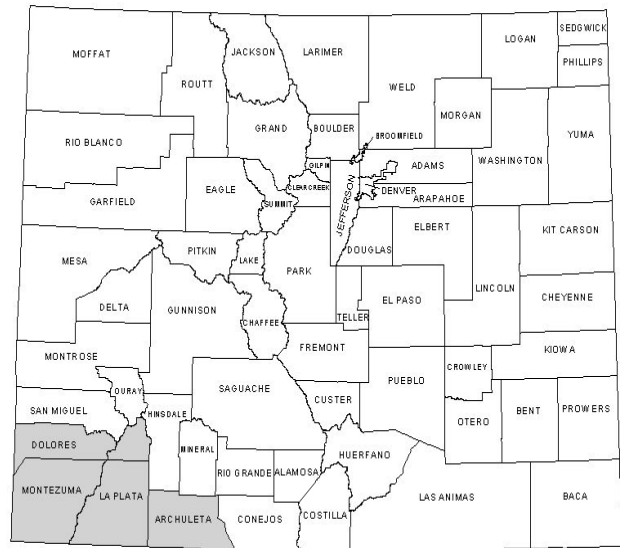 SEDGWICK
LOGAN
JACKSON
LARIMER
MOFFAT
PHILLIPS
ROUTT
WELD
MORGAN
GRAND
BOULDER
BROOMFIELD
YUMA
RIO BLANCO
GILPIN
ADAMS
WASHINGTON
EAGLE
CLEAR CREEK
DENVER
GARFIELD
SUMMIT
JEFFERSON
ARAPAHOE
ELBERT
KIT CARSON
PITKIN
DOUGLAS
MESA
LAKE
PARK
LINCOLN
EL PASO
CHEYENNE
DELTA
GUNNISON
TELLER
CHAFFEE
FREMONT
MONTROSE
KIOWA
CROWLEY
PUEBLO
OURAY
SAGUACHE
CUSTER
SAN MIGUEL
HINSDALE
BENT
PROWERS
OTERO
DOLORES
MINERAL
HUERFANO
RIO GRANDE
ALAMOSA
MONTEZUMA
LA PLATA
LAS ANIMAS
BACA
ARCHULETA
CONEJOS
COSTILLA